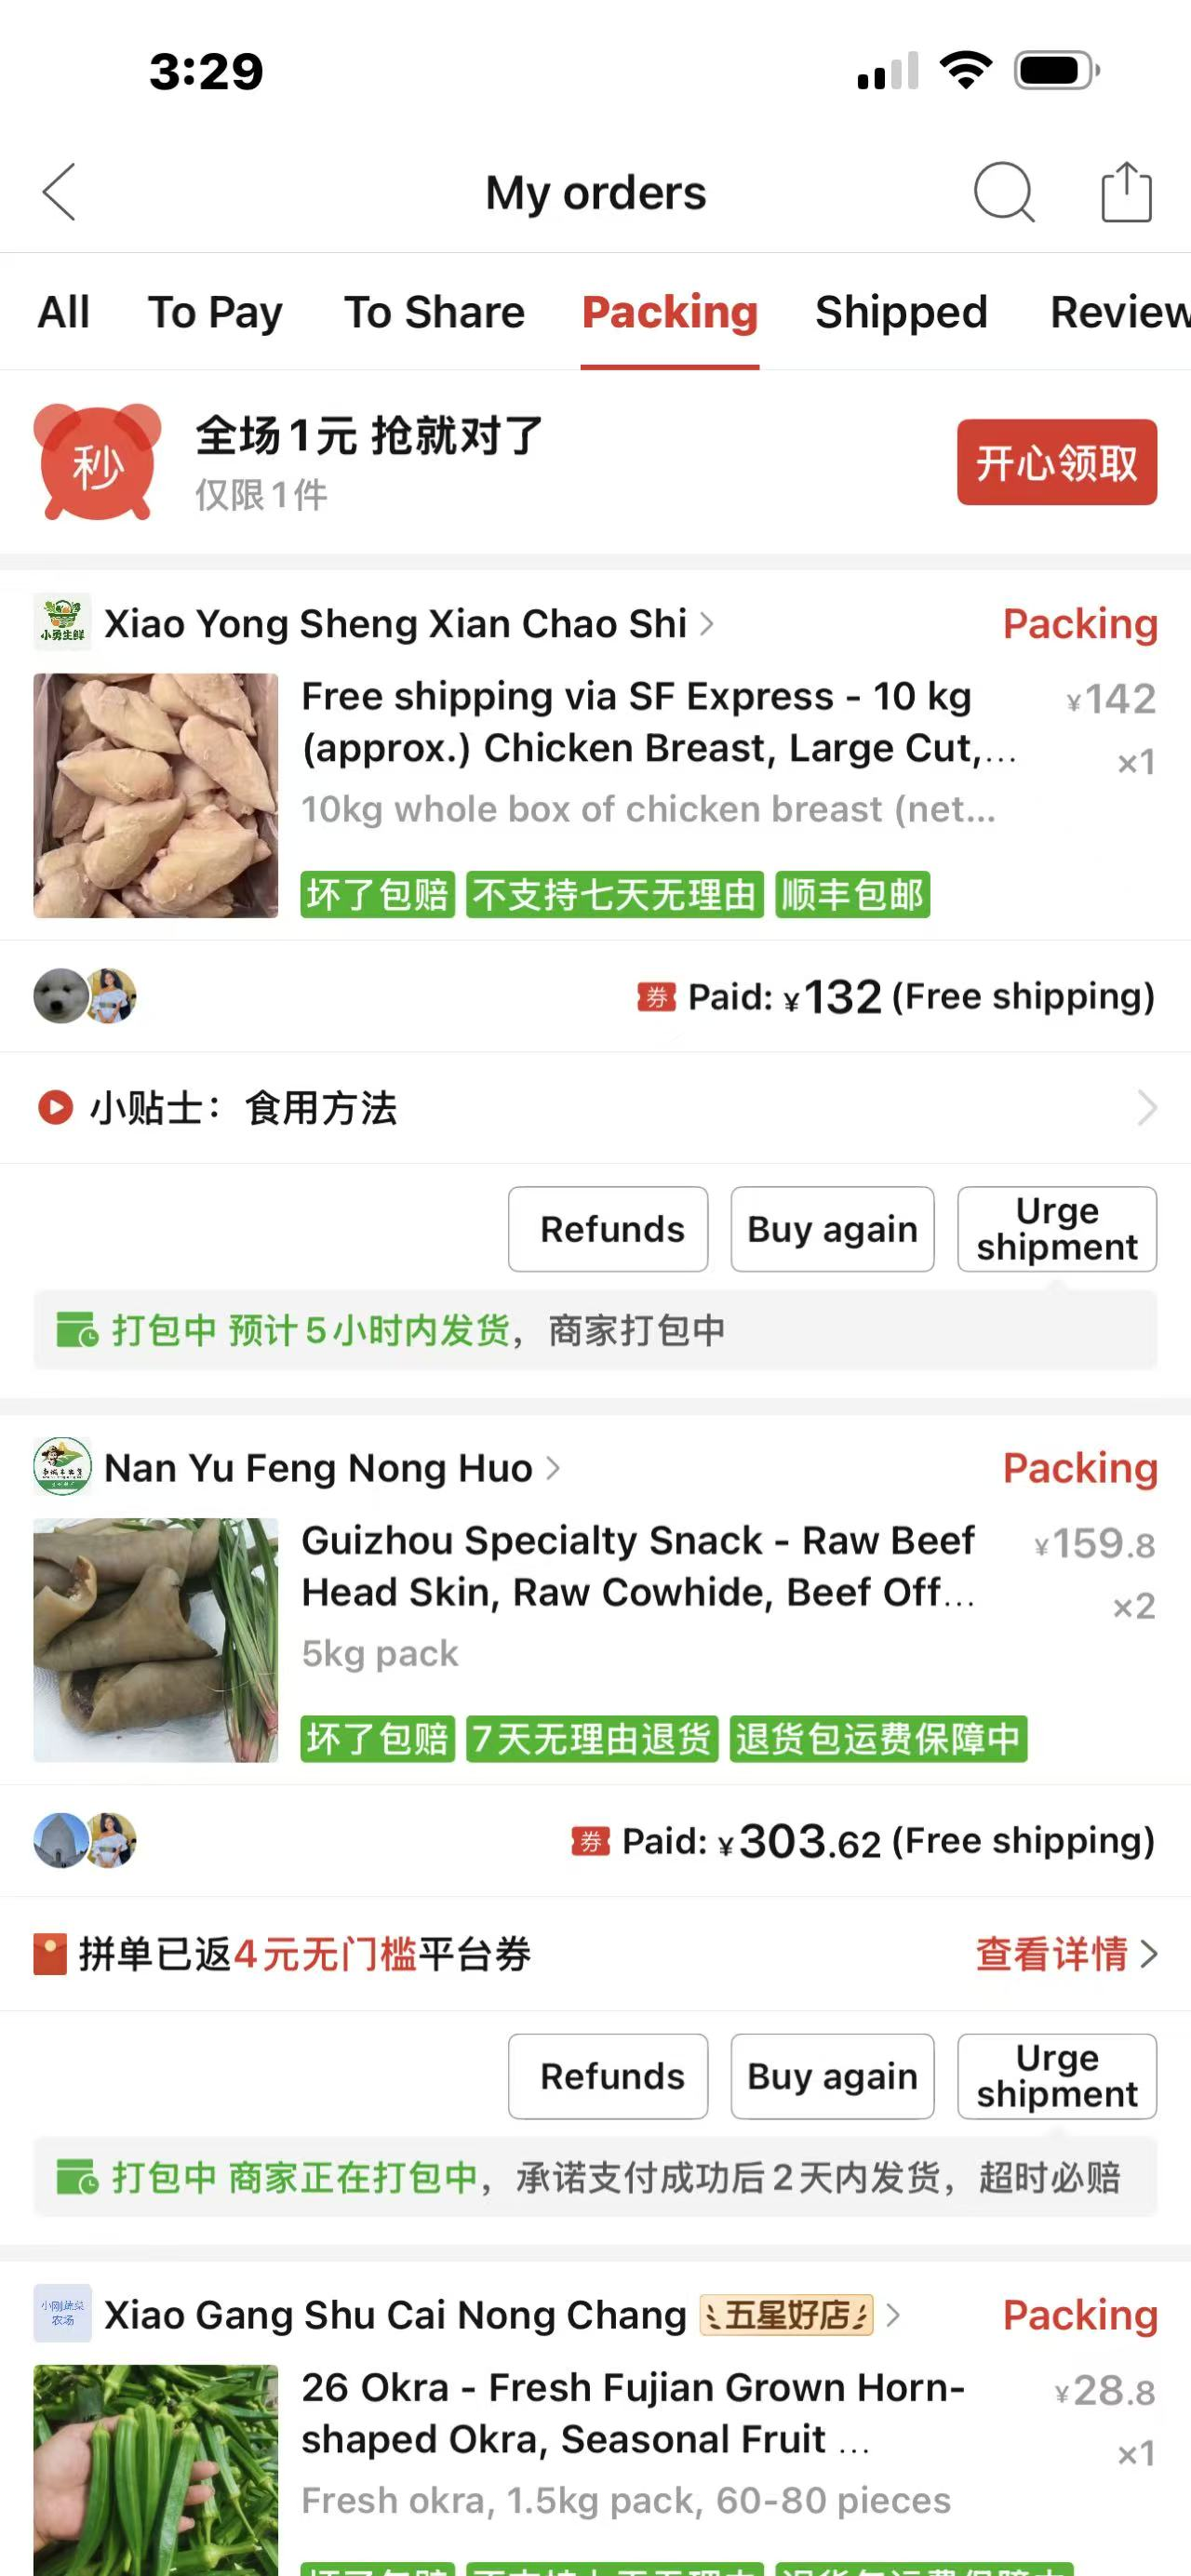 3:29
My orders
All To Pay To Share Packing Shipped Review
秒
全场1元 抢就对了
仅限1件
开心领取
小勇生鲜
Xiao Yong Sheng Xian Chao Shi
Packing
Free shipping via SF Express - 10 kg
(approx.) Chicken Breast, Large Cut,...
¥142
×1
10kg whole box of chicken breast (net...
坏了包赔 不支持七天无理由 顺丰包邮
券 Paid: ¥132 (Free shipping)
小贴士：食用方法
Refunds
Buy again
Urge
shipment
打包中 预计5小时内发货，商家打包中
Nan Yu Feng Nong Huo
Packing
Guizhou Specialty Snack - Raw Beef
Head Skin, Raw Cowhide, Beef Off...
¥159.8
×2
5kg pack
坏了包赔 7天无理由退货 退货包运费保障中
券 Paid: ¥303.62 (Free shipping)
拼单已返4元无门槛平台券
查看详情
Refunds
Buy again
Urge
shipment
打包中 商家正在打包中，承诺支付成功后2天内发货，超时必赔
小刚蔬菜
农场
Xiao Gang Shu Cai Nong Chang 五星好店
Packing
26 Okra - Fresh Fujian Grown Horn-
shaped Okra, Seasonal Fruit ...
¥28.8
×1
Fresh okra, 1.5kg pack, 60-80 pieces